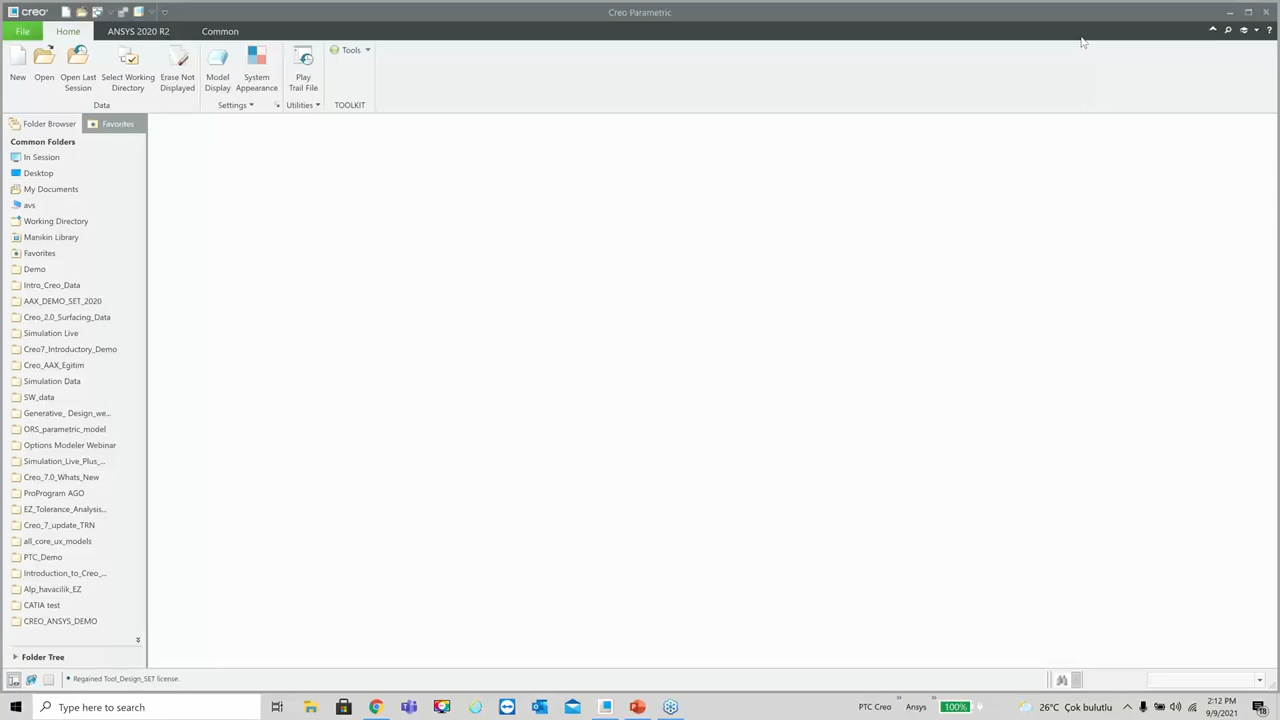 creo
Creo Parametric
File
Home
ANSYS 2020 R2
Common
New
Open
Open Last
Session
Select Working
Directory
Erase Not
Displayed
Model
Display
System
Appearance
Play
Trail File
Tools
Data
Settings
Utilities
TOOLKIT
Folder Browser
Favorites
Common Folders
In Session
Desktop
My Documents
avs
Working Directory
Manikin Library
Favorites
Demo
Intro_Creo_Data
AAX_DEMO_SET_2020
Creo_2.0_Surfacing_Data
Simulation Live
Creo7_Introductory_Demo
Creo_AAX_Egitim
Simulation Data
SW_data
Generative_ Design_we...
ORS_parametric_model
Options Modeler Webinar
Simulation_Live_Plus_...
Creo_7.0_Whats_New
ProProgram AGO
EZ_Tolerance_Analysis...
Creo_7_update_TRN
all_core_ux_models
PTC_Demo
Introduction_to_Creo_...
Alp_havacilik_EZ
CATIA test
CREO_ANSYS_DEMO
Folder Tree
Regained Tool_Design_SET license.
Type here to search
PTC Creo
Ansys
100%
26°C Çok bulutlu
2:12 PM
9/9/2021
18